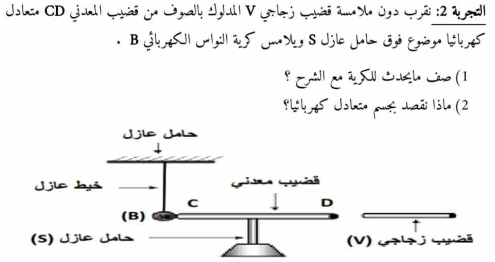 التجربة 2: نقرب دون ملامسة قضيب زجاجي V المدلوك بالصوف من قضيب المعدني CD متعادل
كهربائيا موضوع فوق حامل عازل S ويلامس كرية النواس الكهربائي B .
1) صف مايحدث للكرية مع الشرح ؟
2) ماذا نقصد بجسم متعادل كهربائيا؟
حامل عازل
خيط عازل
قضيب معدني
(B)
C
D
حامل عازل (S)
قضيب زجاجي (V)